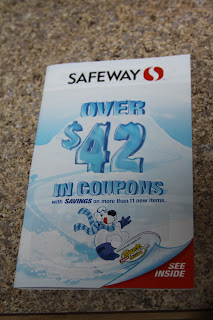 SAFEWAY
OVER
$42
IN COUPONS
with SAVINGS on more than 11 new items.
SEE
INSIDE